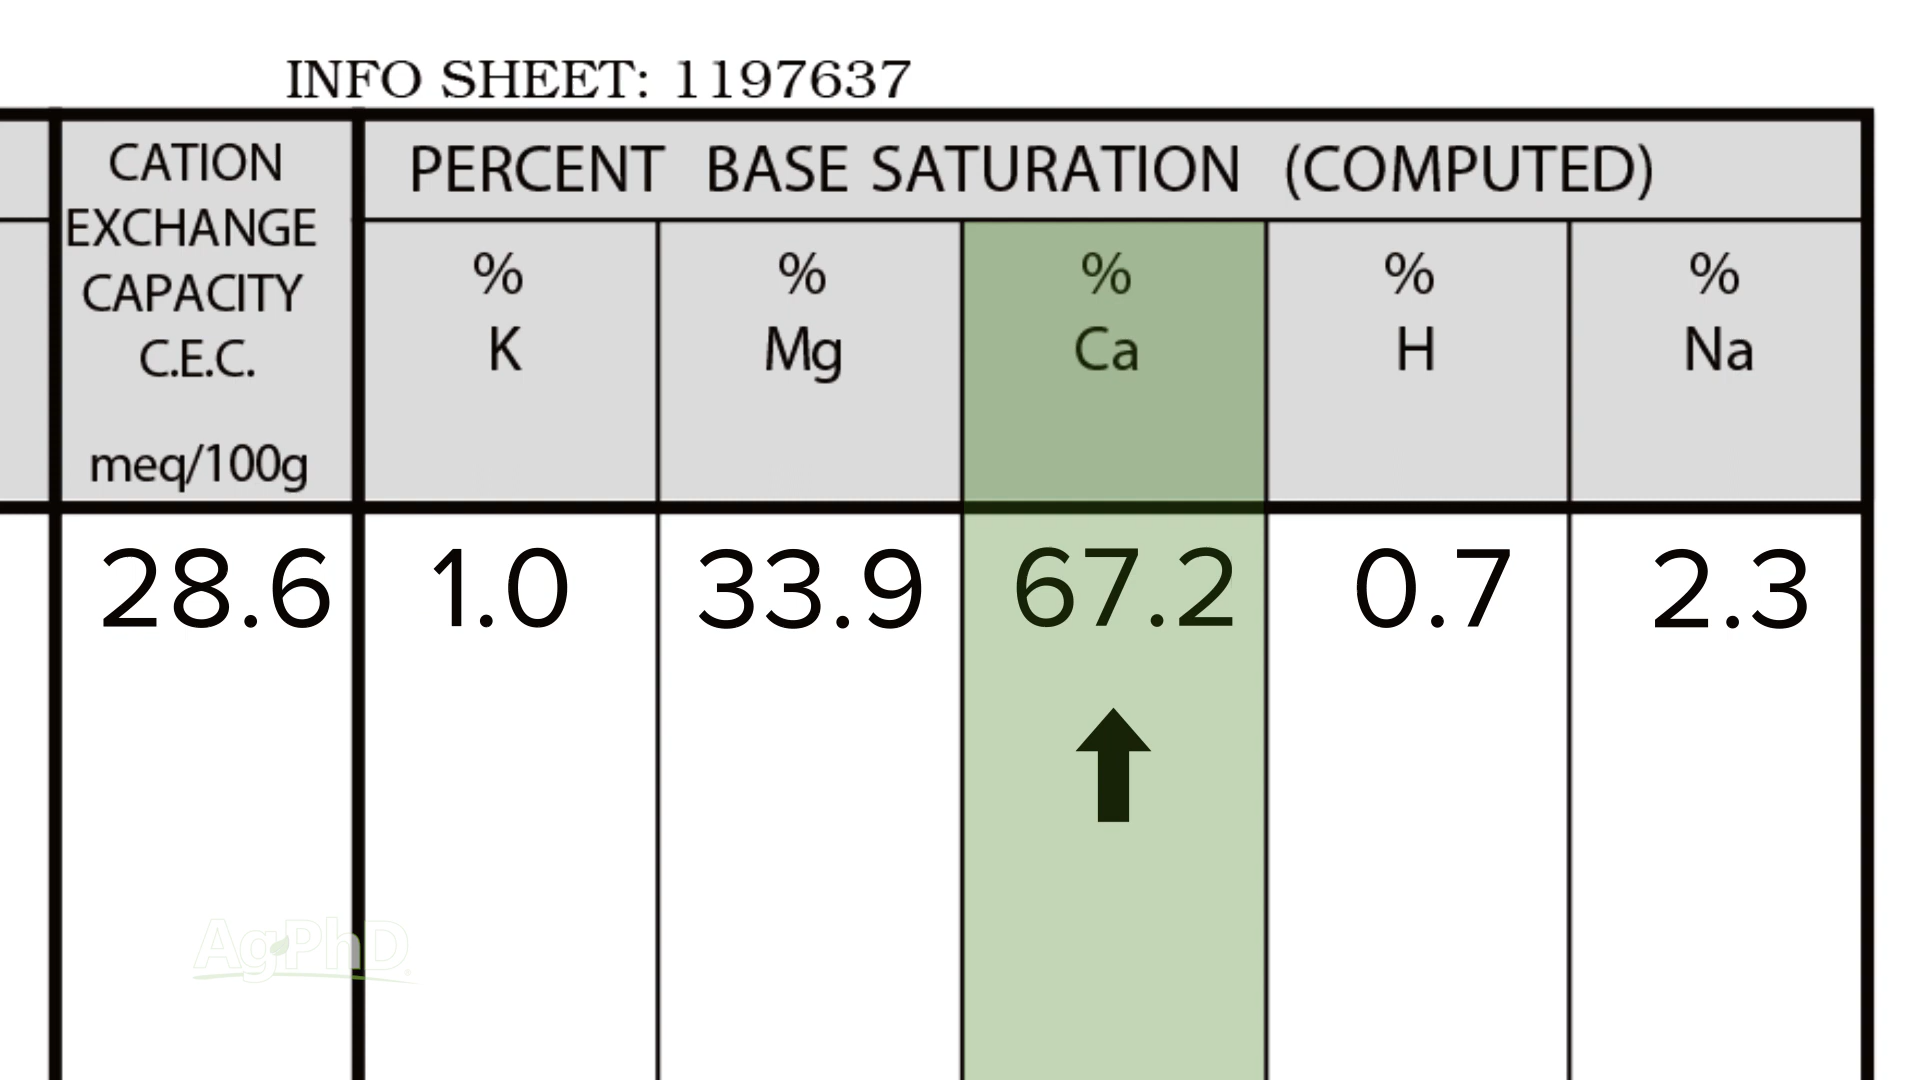 INFO SHEET: 1197637
CATION
EXCHANGE
CAPACITY
C.E.C.
meq/100g
PERCENT BASE SATURATION (COMPUTED)
%
K
%
Mg
%
Ca
%
H
%
Na
28.6 1.0 33.9 67.2 0.7 2.3
AgPhD